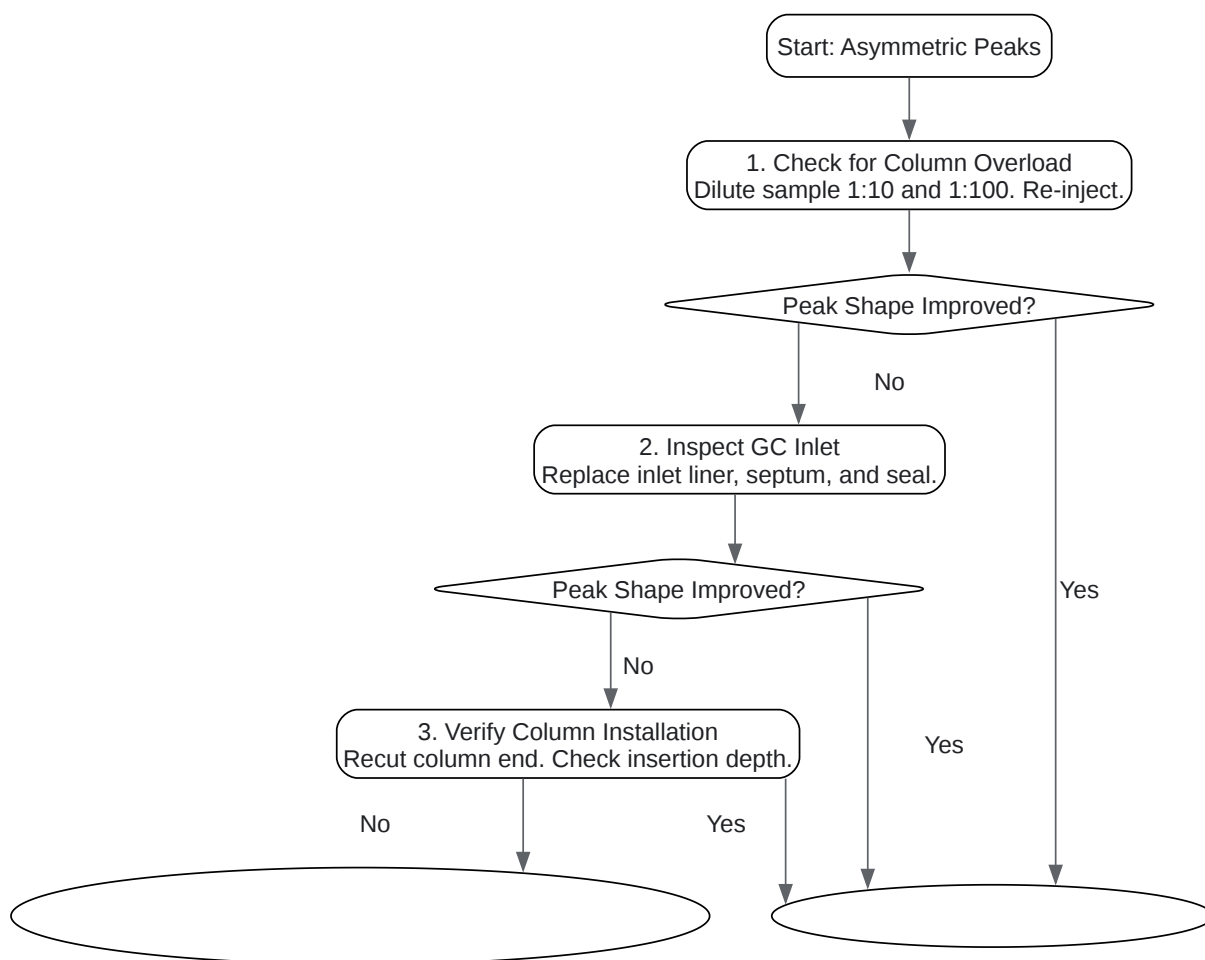 Start: Asymmetric Peaks
1. Check for Column Overload
Dilute sample 1:10 and 1:100. Re-inject.
Peak Shape Improved?
No
2. Inspect GC Inlet
Replace inlet liner, septum, and seal.
Peak Shape Improved?
Yes
No
3. Verify Column Installation
Recut column end. Check insertion depth.
Yes
No
Yes